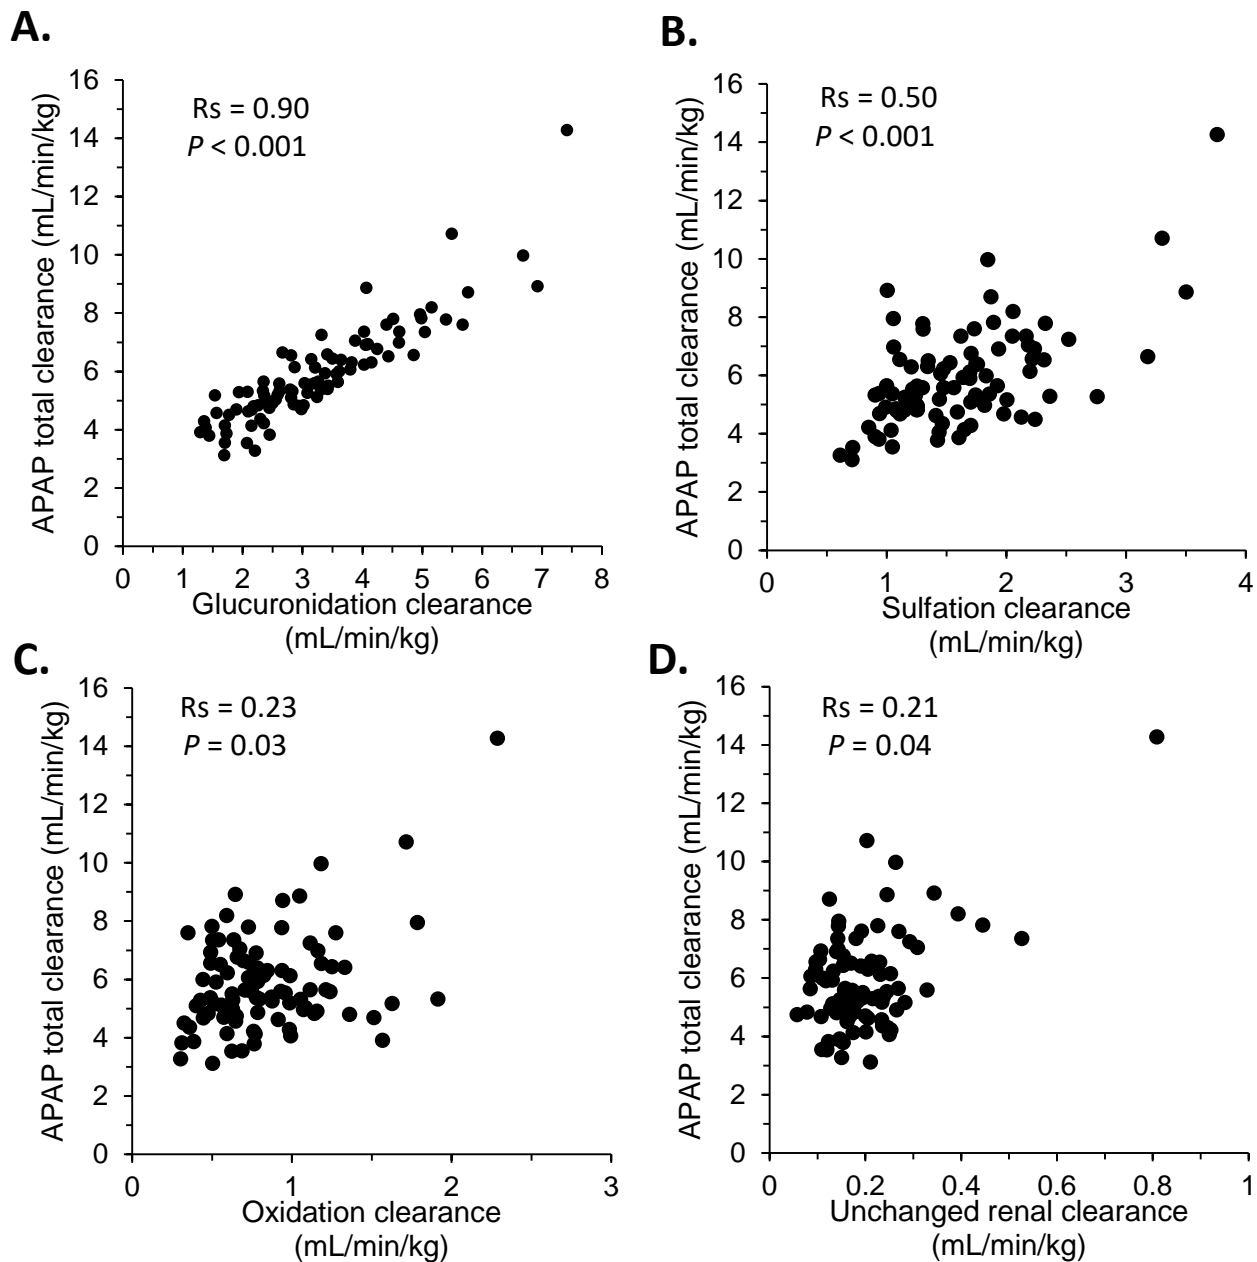 A.
Rs = 0.90
P < 0.001
APAP total clearance (mL/min/kg)
16
14
12
10
8
6
4
2
0
0 1 2 3 4 5 6 7 8
Glucuronidation clearance
(mL/min/kg)
B.
Rs = 0.50
P < 0.001
APAP total clearance (mL/min/kg)
16
14
12
10
8
6
4
2
0
0 1 2 3 4
Sulfation clearance
(mL/min/kg)
C.
Rs = 0.23
P = 0.03
APAP total clearance (mL/min/kg)
16
14
12
10
8
6
4
2
0
0 1 2 3
Oxidation clearance
(mL/min/kg)
D.
Rs = 0.21
P = 0.04
APAP total clearance (mL/min/kg)
16
14
12
10
8
6
4
2
0
0 0.2 0.4 0.6 0.8 1
Unchanged renal clearance
(mL/min/kg)